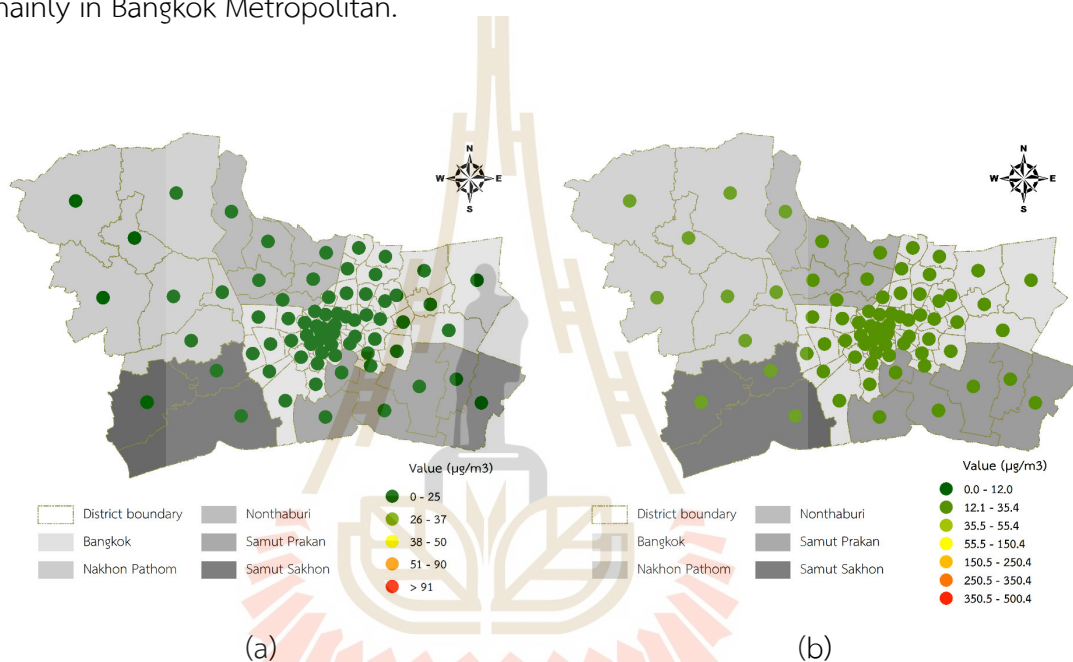 mainly in Bangkok Metropolitan.
N
W E
S
N
W E
S
Value (µg/m3)
0 - 25
26 - 37
38 - 50
51 - 90
> 91
District boundary
Bangkok
Nakhon Pathom
Nonthaburi
Samut Prakan
Samut Sakhon
Value (µg/m3)
0.0 - 12.0
12.1 - 35.4
35.5 - 55.4
55.5 - 150.4
150.5 - 250.4
250.5 - 350.4
350.5 - 500.4
District boundary
Bangkok
Nakhon Pathom
Nonthaburi
Samut Prakan
Samut Sakhon
(a)
(b)